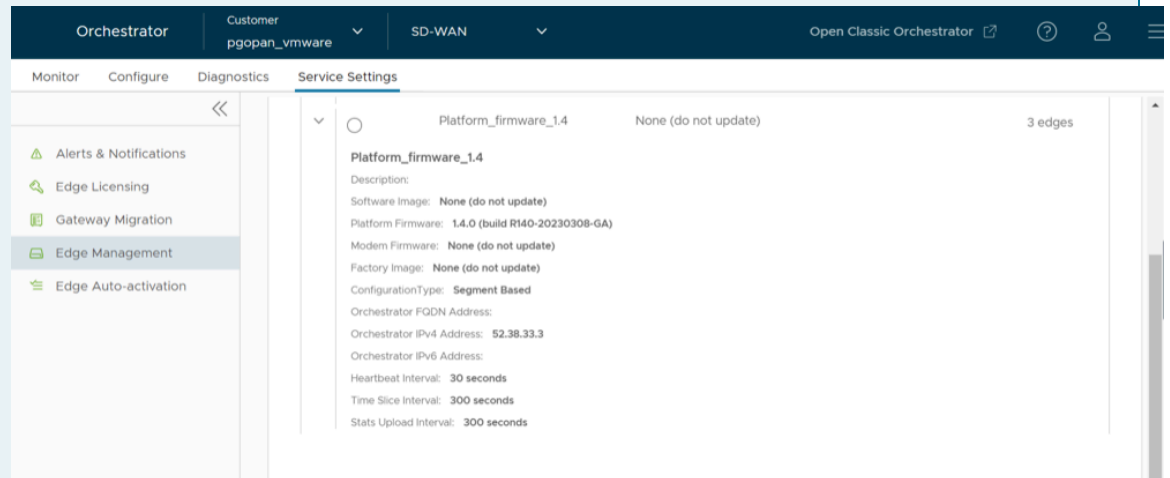 Orchestrator
Customer
pgopan_vmware
SD-WAN
Open Classic Orchestrator
Monitor Configure Diagnostics Service Settings
Alerts & Notifications
Edge Licensing
Gateway Migration
Edge Management
Edge Auto-activation
Platform_firmware_1.4 None (do not update) 3 edges
Platform_firmware_1.4
Description:
Software Image: None (do not update)
Platform Firmware: 1.4.0 (build R140-20230308-GA)
Modem Firmware: None (do not update)
Factory Image: None (do not update)
ConfigurationType: Segment Based
Orchestrator FQDN Address:
Orchestrator IPv4 Address: 52.38.33.3
Orchestrator IPv6 Address:
Heartbeat Interval: 30 seconds
Time Slice Interval: 300 seconds
Stats Upload Interval: 300 seconds